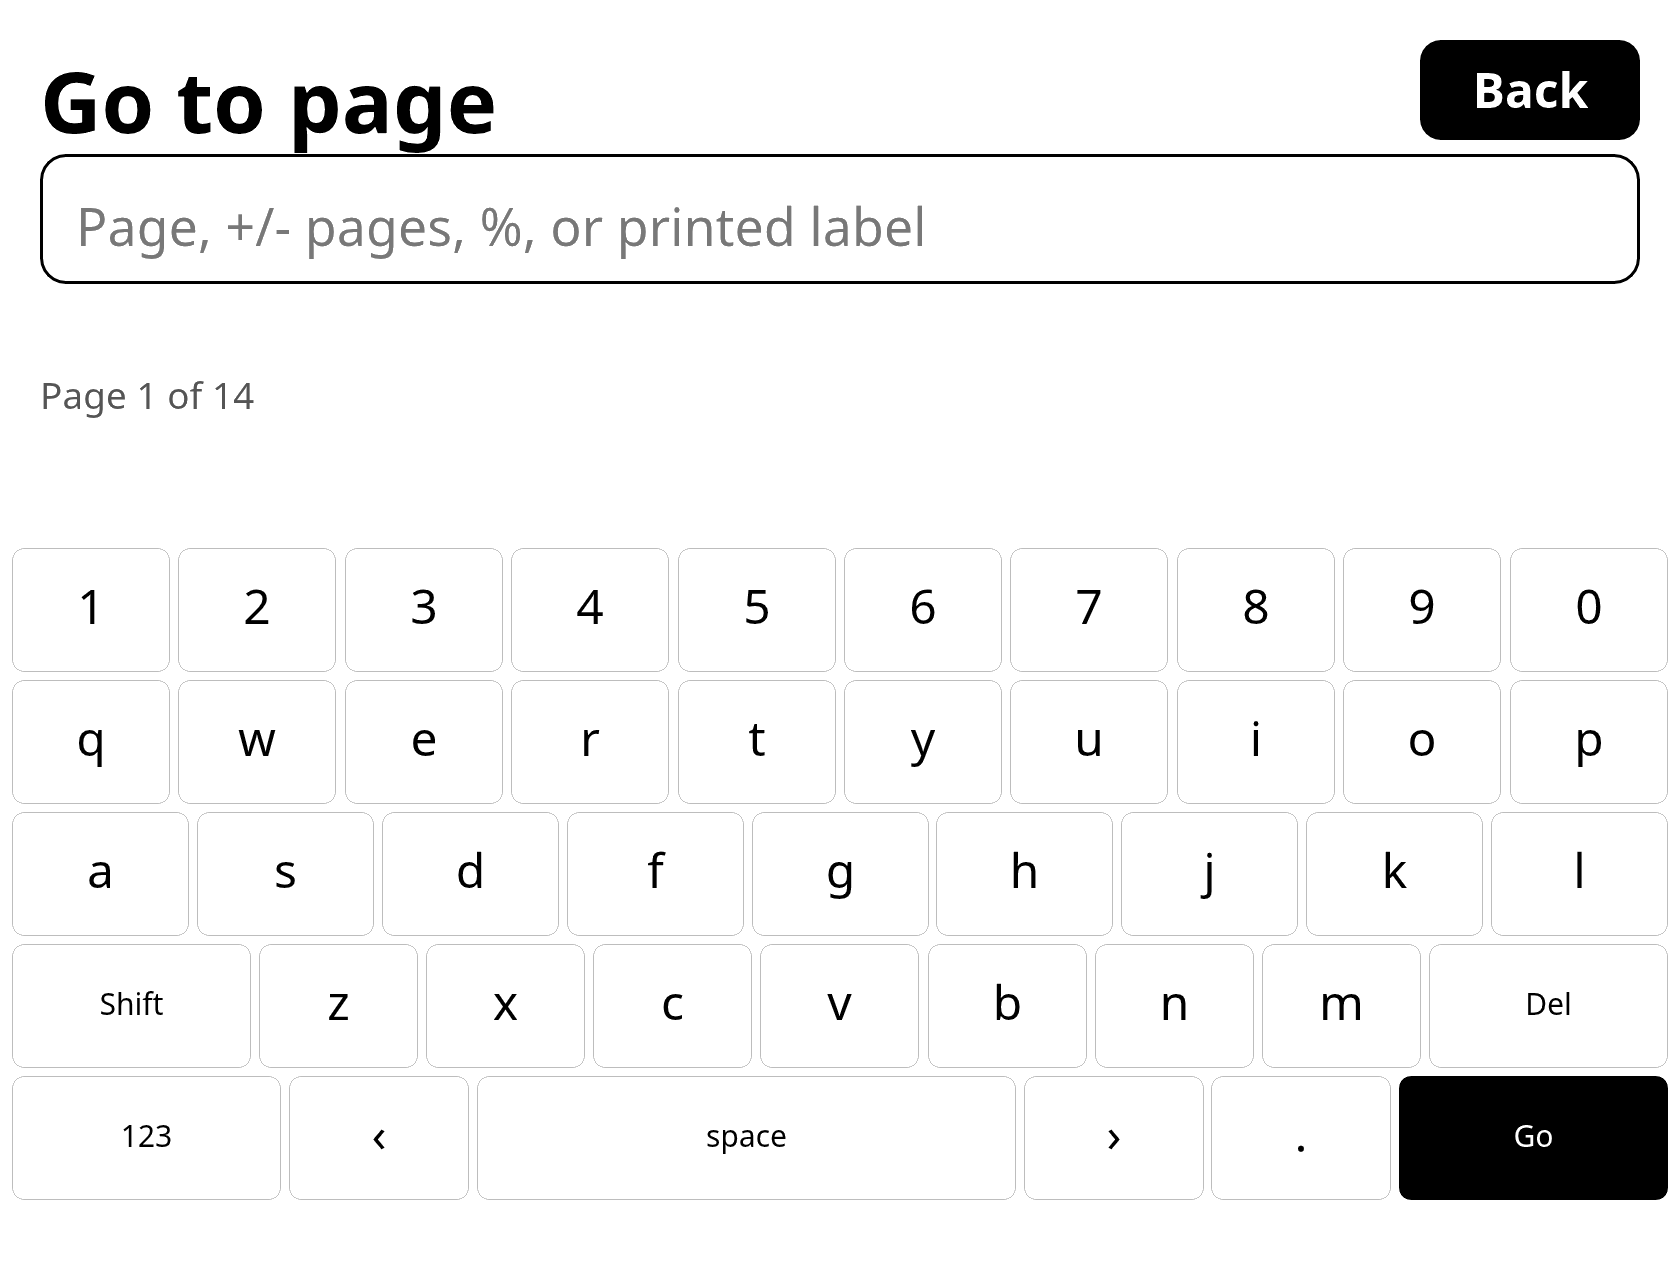 Go to page
Back
Page, +/- pages, %, or printed label
Page 1 of 14
1 2 3 4 5 6 7 8 9 0
q w e r t y u i o p
a s d f g h j k l
Shift z x c v b n m Del
123 ‹ space › . Go